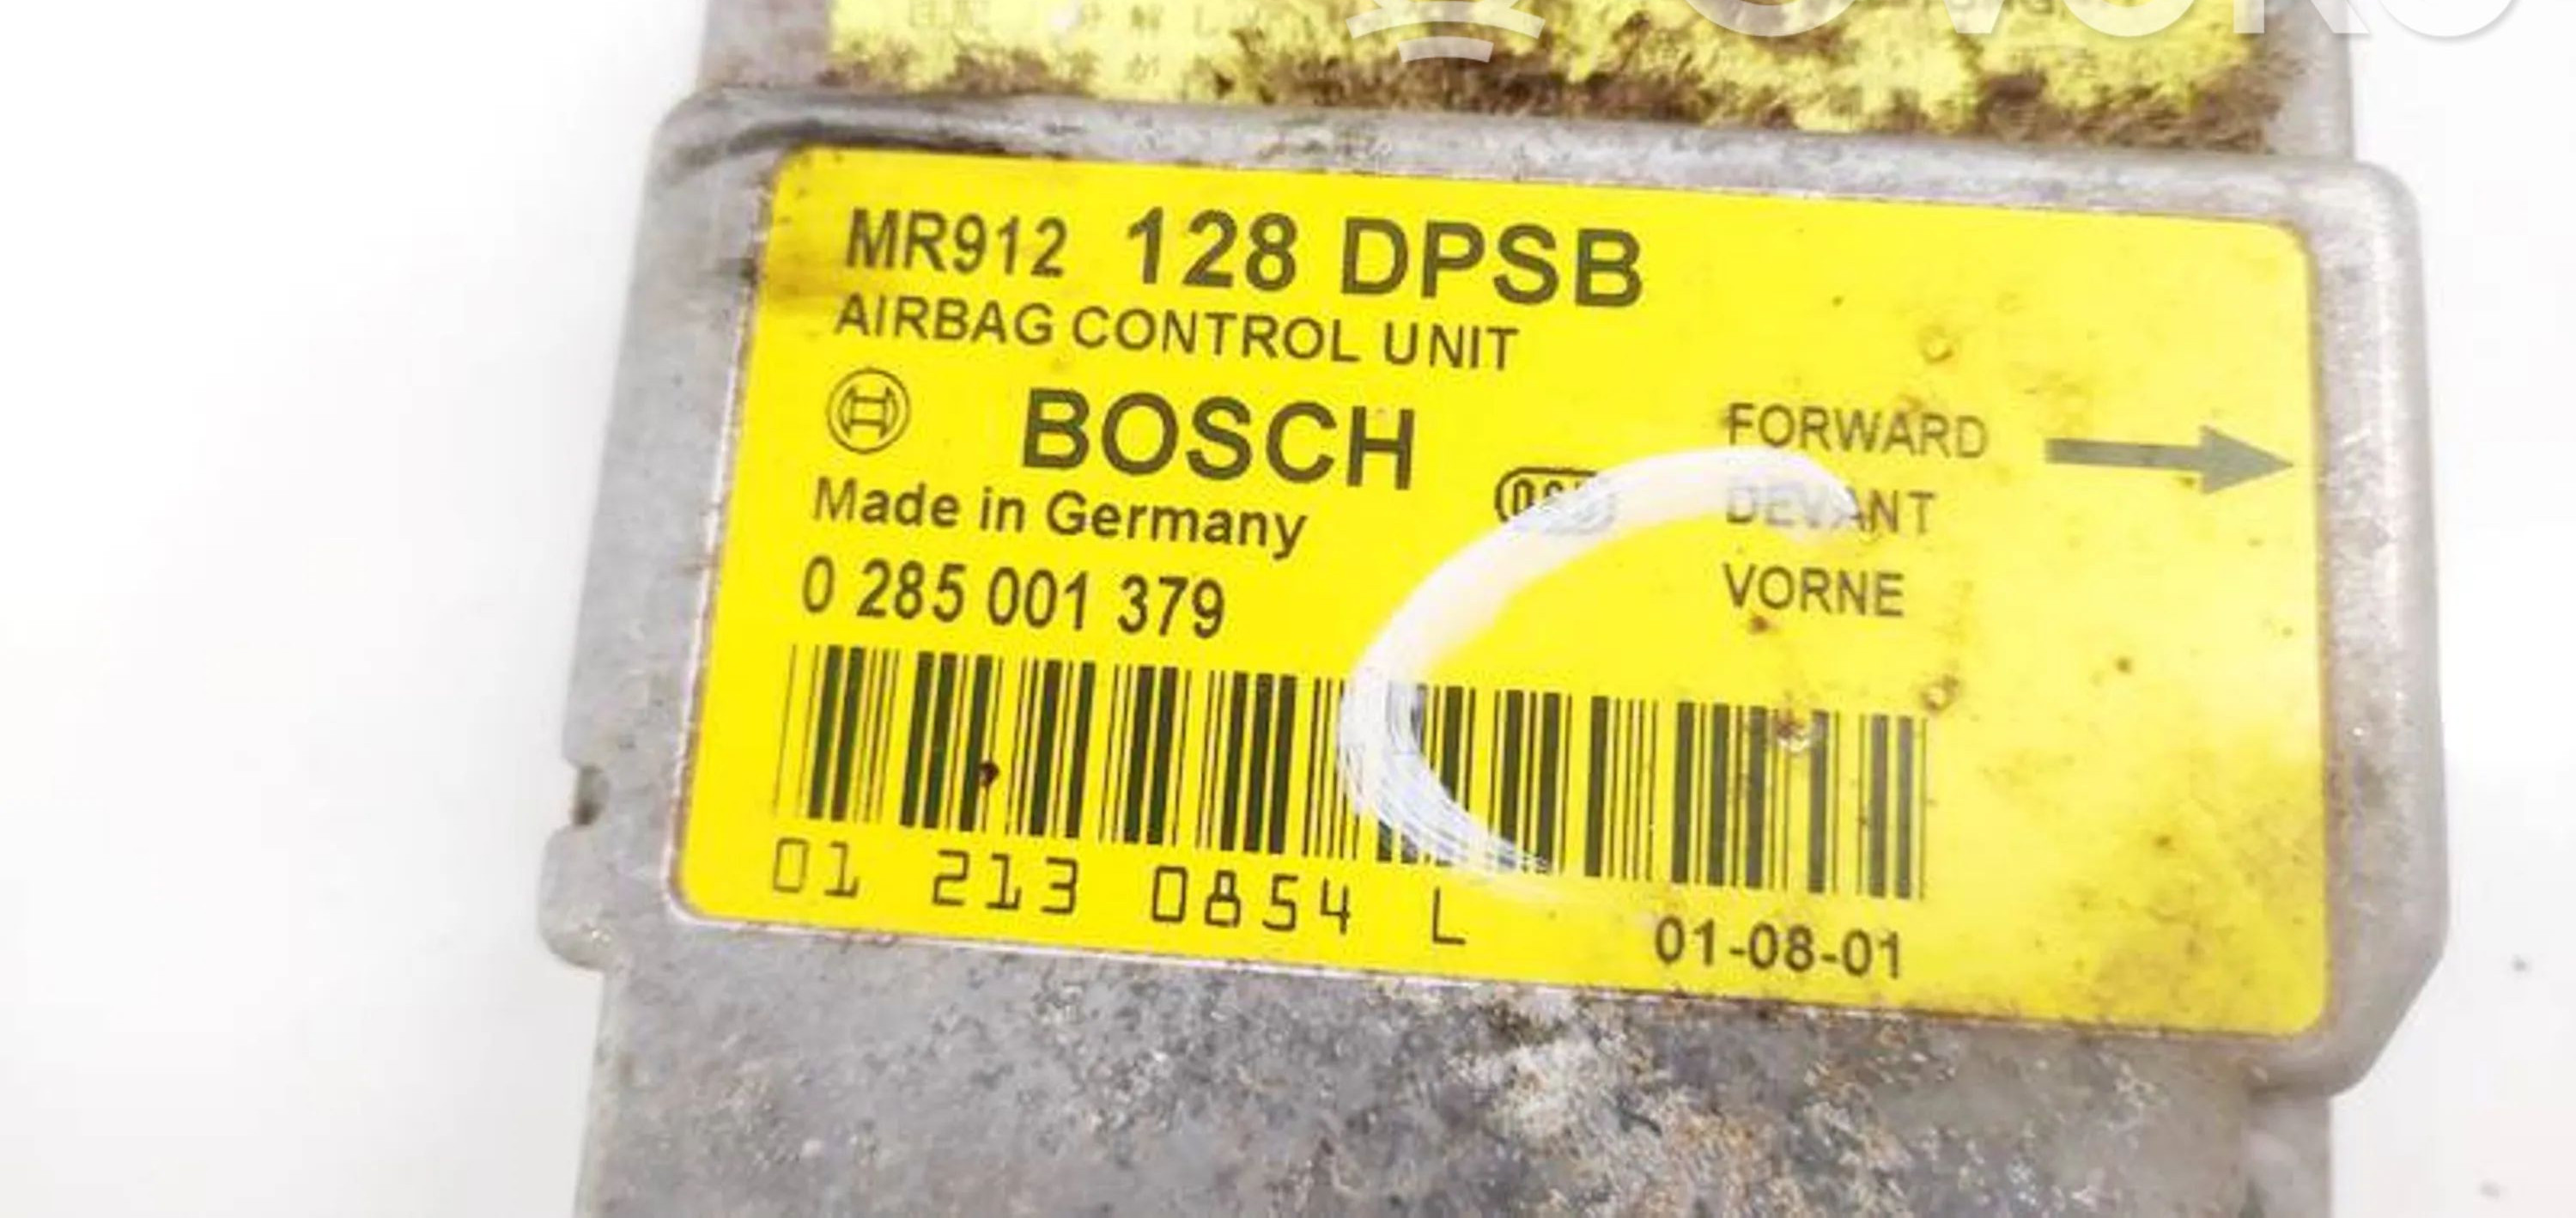 MR912 128 DPSB
AIRBAG CONTROL UNIT
BOSCH
Made in Germany
0 285 001 379
FORWARD
DEVANT
VORNE
01 213 0854 L
01-08-01